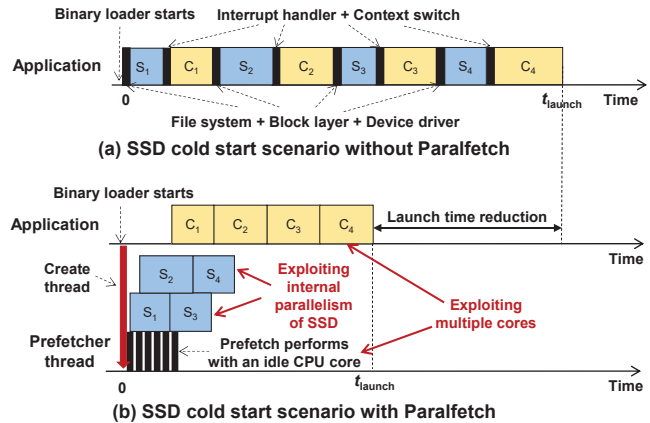 Binary loader starts
Interrupt handler + Context switch
Application
S1 C1 S2 C2 S3 C3 S4 C4
0
tlaunch
Time
File system + Block layer + Device driver
(a) SSD cold start scenario without Paralfetch
Binary loader starts
Application
C1 C2 C3 C4
Launch time reduction
Time
Create
thread
S2 S4
S1 S3
Exploiting
internal
parallelism
of SSD
Exploiting
multiple cores
Prefetcher
thread
Prefetch performs
with an idle CPU core
0
tlaunch
Time
(b) SSD cold start scenario with Paralfetch